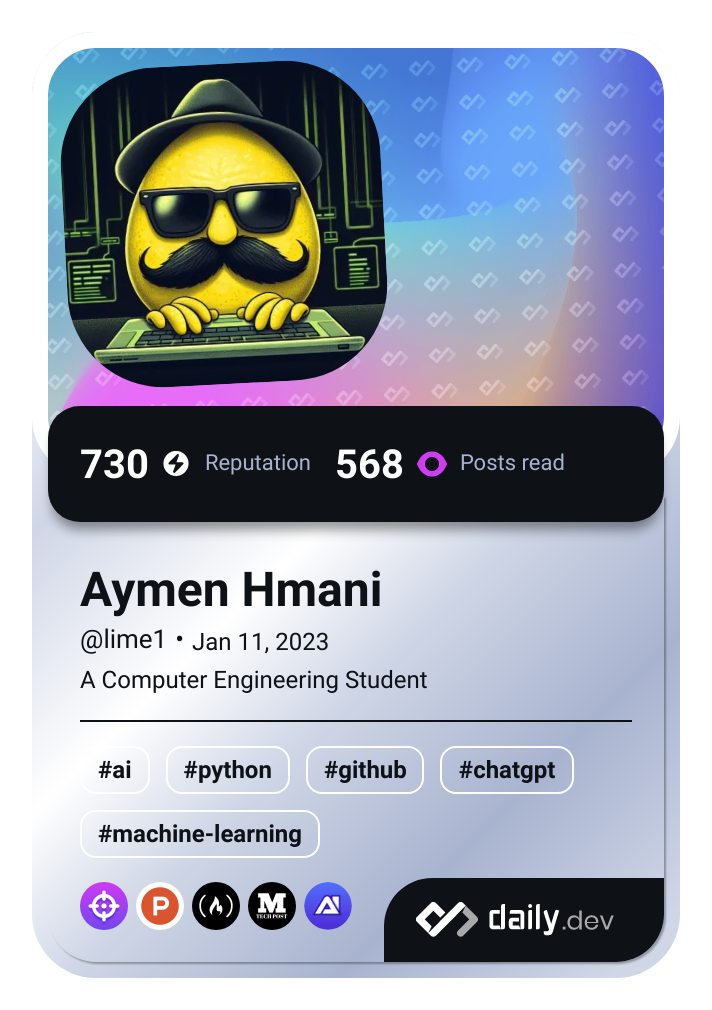 730 Reputation 568 Posts read
Aymen Hmani
@lime1 • Jan 11, 2023
A Computer Engineering Student
#ai #python #github #chatgpt
#machine-learning
P M AI
TECH POST
daily.dev